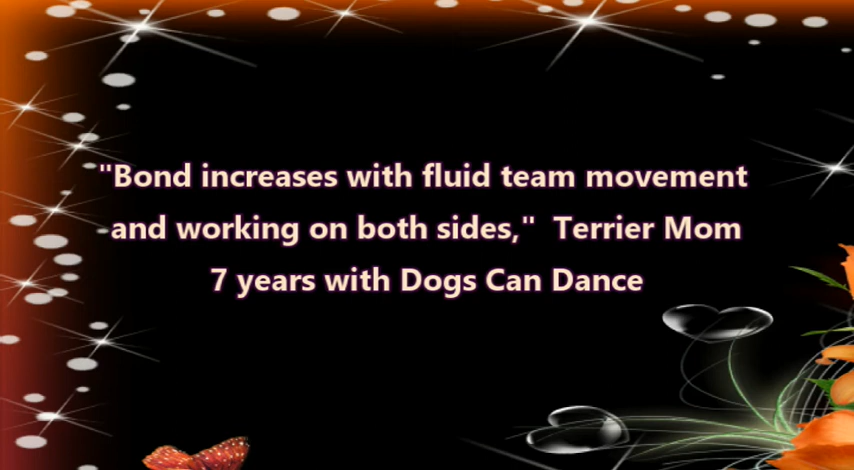 "Bond increases with fluid team movement
and working on both sides,"  Terrier Mom
7 years with Dogs Can Dance